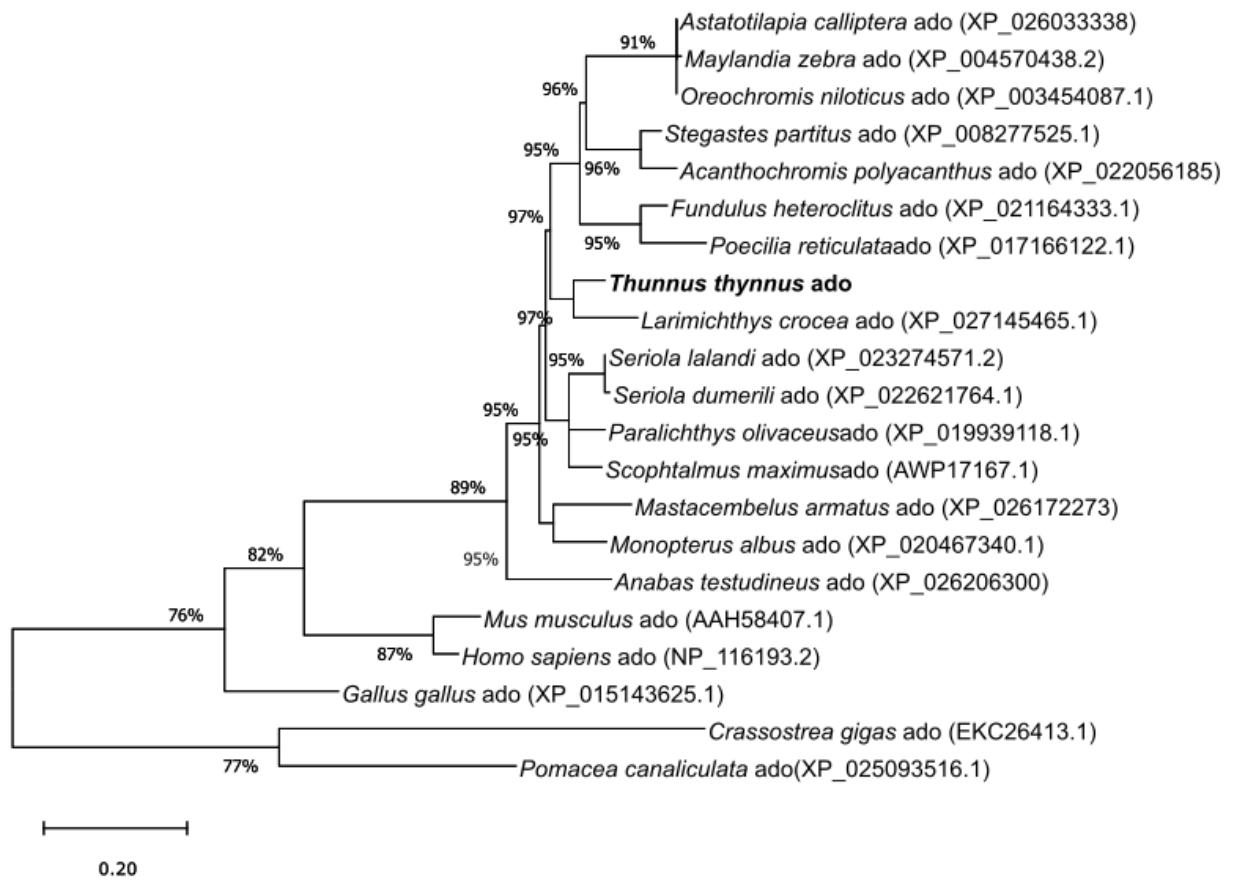 Astatotilapia calliptera ado (XP_026033338)
91%
Maylandia zebra ado (XP_004570438.2)
96%
Oreochromis niloticus ado (XP_003454087.1)
Stegastes partitus ado (XP_008277525.1)
95%
96%
Acanthochromis polyacanthus ado (XP_022056185)
97%
Fundulus heteroclitus ado (XP_021164333.1)
95%
Poecilia reticulataado (XP_017166122.1)
Thunnus thynnus ado
97%
Larimichthys crocea ado (XP_027145465.1)
95%
Seriola lalandi ado (XP_023274571.2)
Seriola dumerili ado (XP_022621764.1)
95%
95%
Paralichthys olivaceusado (XP_019939118.1)
Scophtalmus maximusado (AWP17167.1)
89%
Mastacembelus armatus ado (XP_026172273)
Monopterus albus ado (XP_020467340.1)
82%
95%
Anabas testudineus ado (XP_026206300)
76%
Mus musculus ado (AAH58407.1)
87%
Homo sapiens ado (NP_116193.2)
Gallus gallus ado (XP_015143625.1)
Crassostrea gigas ado (EKC26413.1)
77%
Pomacea canaliculata ado(XP_025093516.1)
0.20